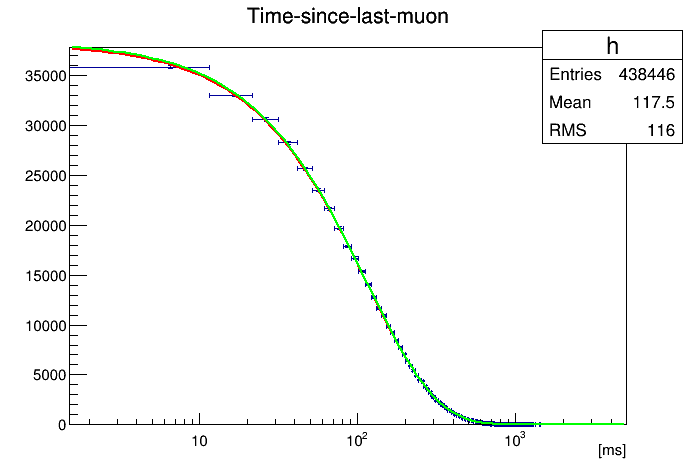 Time-since-last-muon
h
Entries 438446
Mean 117.5
RMS 116
35000
30000
25000
20000
15000
10000
5000
0
10
10²
10³
[ms]